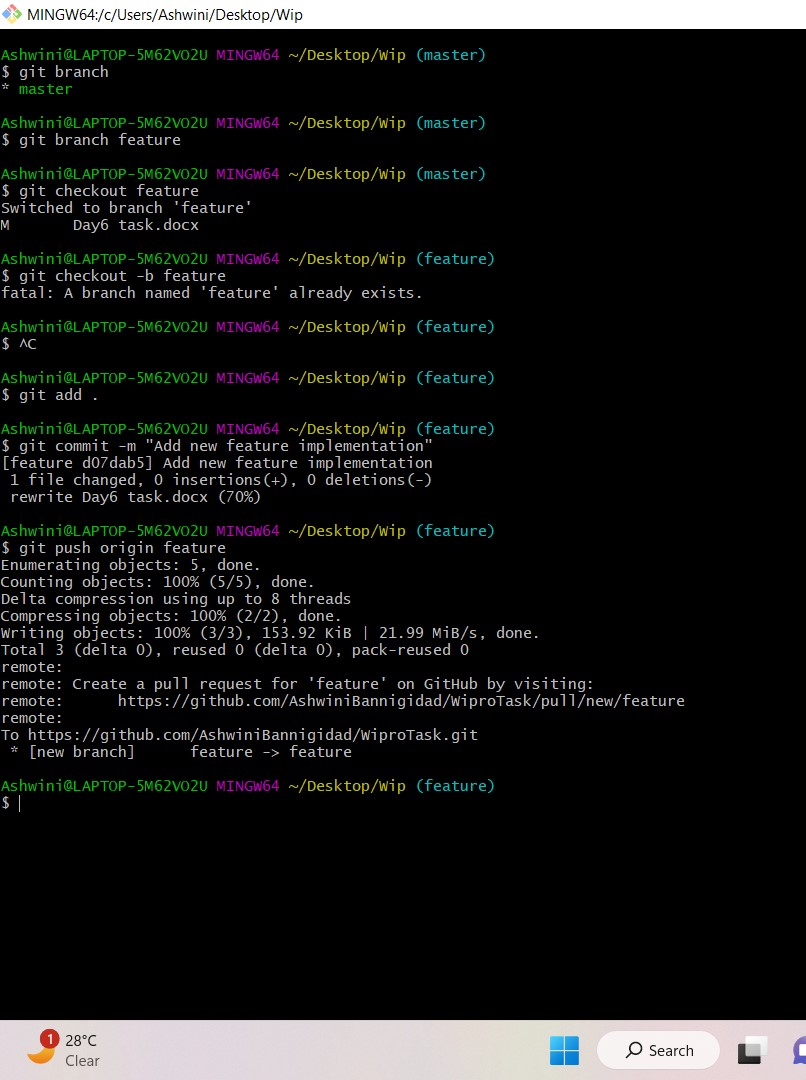 MINGW64:/c/Users/Ashwini/Desktop/Wip
Ashwini@LAPTOP-5M62VO2U MINGW64 ~/Desktop/Wip (master)
$ git branch
* master
Ashwini@LAPTOP-5M62VO2U MINGW64 ~/Desktop/Wip (master)
$ git branch feature
Ashwini@LAPTOP-5M62VO2U MINGW64 ~/Desktop/Wip (master)
$ git checkout feature
Switched to branch 'feature'
M       Day6 task.docx
Ashwini@LAPTOP-5M62VO2U MINGW64 ~/Desktop/Wip (feature)
$ git checkout -b feature
fatal: A branch named 'feature' already exists.
Ashwini@LAPTOP-5M62VO2U MINGW64 ~/Desktop/Wip (feature)
$ ^C
Ashwini@LAPTOP-5M62VO2U MINGW64 ~/Desktop/Wip (feature)
$ git add .
Ashwini@LAPTOP-5M62VO2U MINGW64 ~/Desktop/Wip (feature)
$ git commit -m "Add new feature implementation"
[feature d07dab5] Add new feature implementation
 1 file changed, 0 insertions(+), 0 deletions(-)
 rewrite Day6 task.docx (70%)
Ashwini@LAPTOP-5M62VO2U MINGW64 ~/Desktop/Wip (feature)
$ git push origin feature
Enumerating objects: 5, done.
Counting objects: 100% (5/5), done.
Delta compression using up to 8 threads
Compressing objects: 100% (2/2), done.
Writing objects: 100% (3/3), 153.92 KiB | 21.99 MiB/s, done.
Total 3 (delta 0), reused 0 (delta 0), pack-reused 0
remote:
remote: Create a pull request for 'feature' on GitHub by visiting:
remote:      https://github.com/AshwiniBannigidad/WiproTask/pull/new/feature
remote:
To https://github.com/AshwiniBannigidad/WiproTask.git
 * [new branch]      feature -> feature
Ashwini@LAPTOP-5M62VO2U MINGW64 ~/Desktop/Wip (feature)
$
1
28°C
Clear
Search